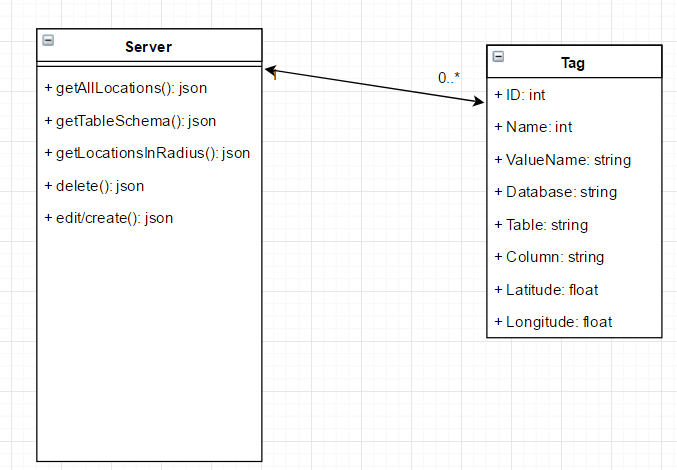 Server
+ getAllLocations(): json
+ getTableSchema(): json
+ getLocationsInRadius(): json
+ delete(): json
+ edit/create(): json
1
0..*
Tag
+ ID: int
+ Name: int
+ ValueName: string
+ Database: string
+ Table: string
+ Column: string
+ Latitude: float
+ Longitude: float